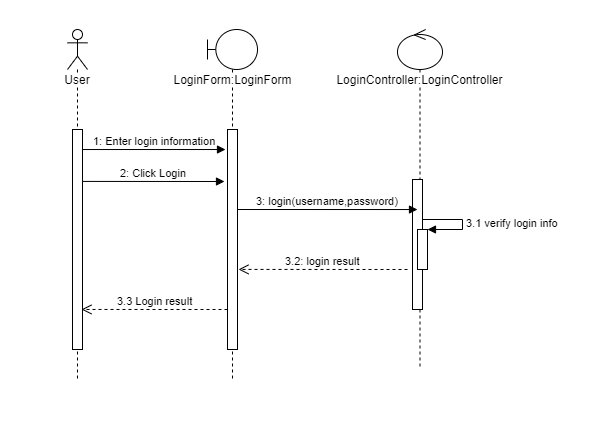 User
LoginForm:LoginForm
LoginController:LoginController
1: Enter login information
2: Click Login
3: login(username,password)
3.1 verify login info
3.2: login result
3.3 Login result